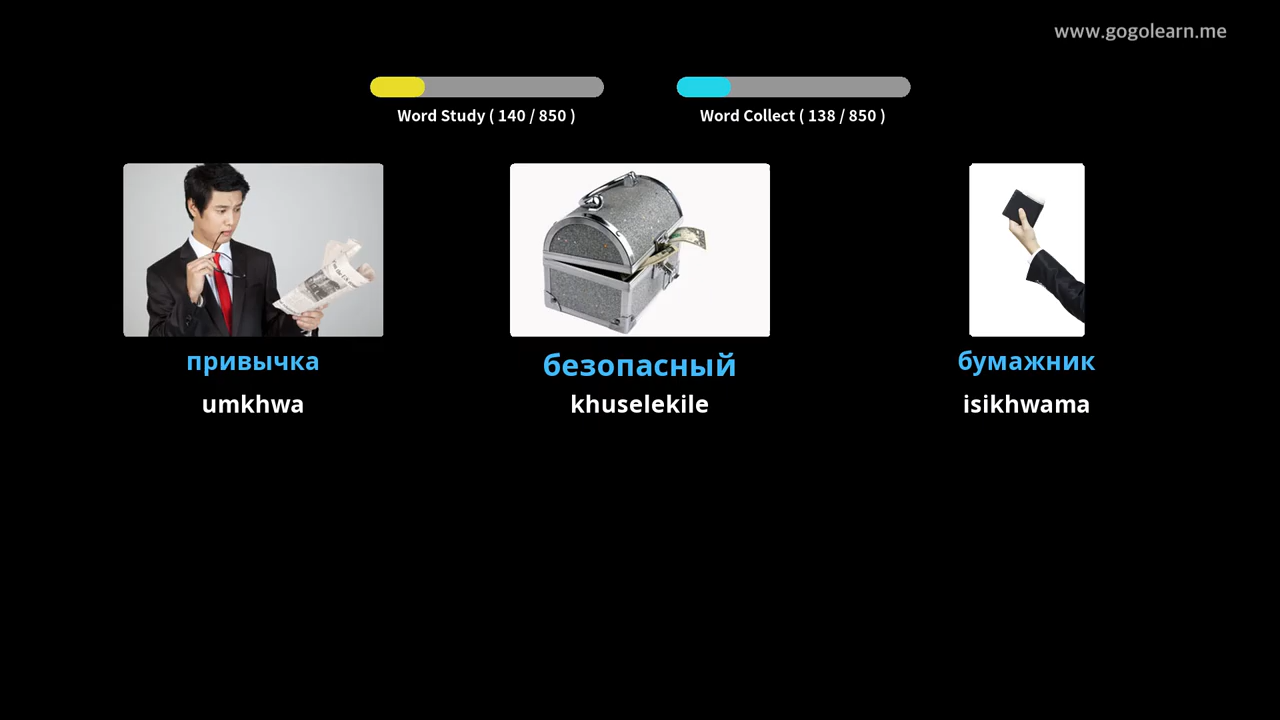 www.gogolearn.me
Word Study ( 140 / 850 )
Word Collect ( 138 / 850 )
привычка
umkhwa
безопасный
khuselekile
бумажник
isikhwama